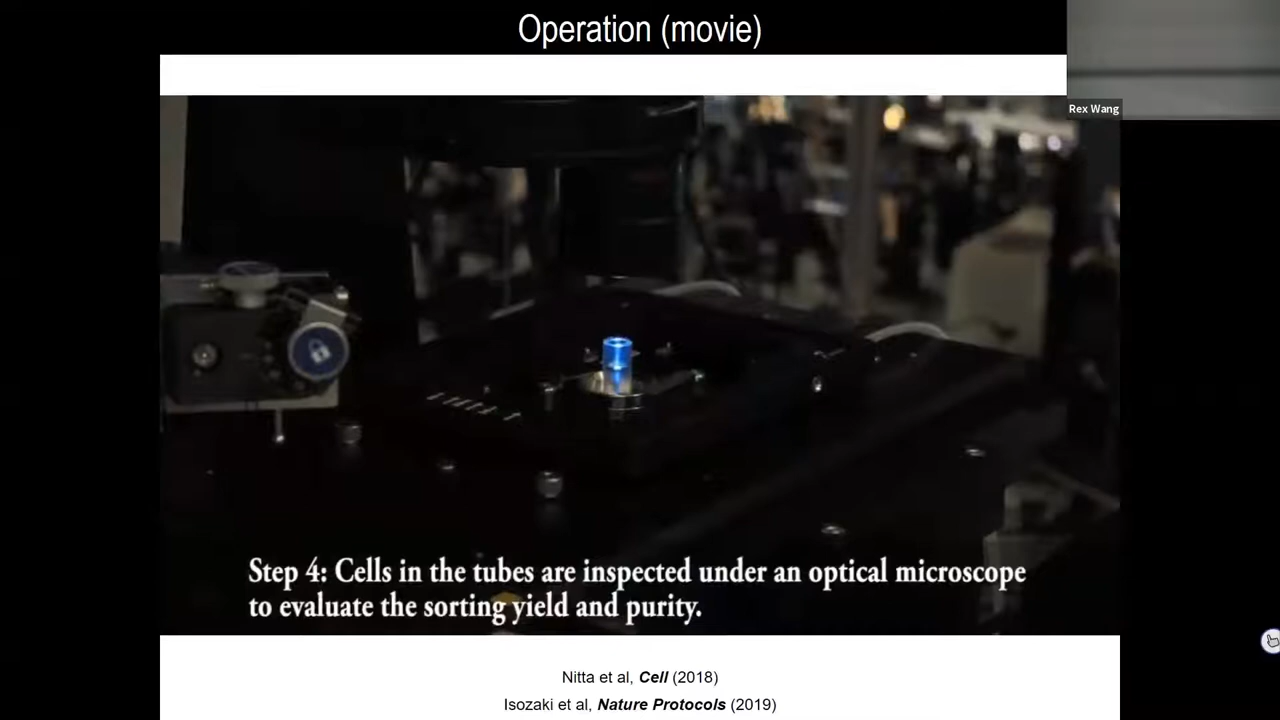 Operation (movie)
Rex Wang
Step 4: Cells in the tubes are inspected under an optical microscope
to evaluate the sorting yield and purity.
Nitta et al, Cell (2018)
Isozaki et al, Nature Protocols (2019)